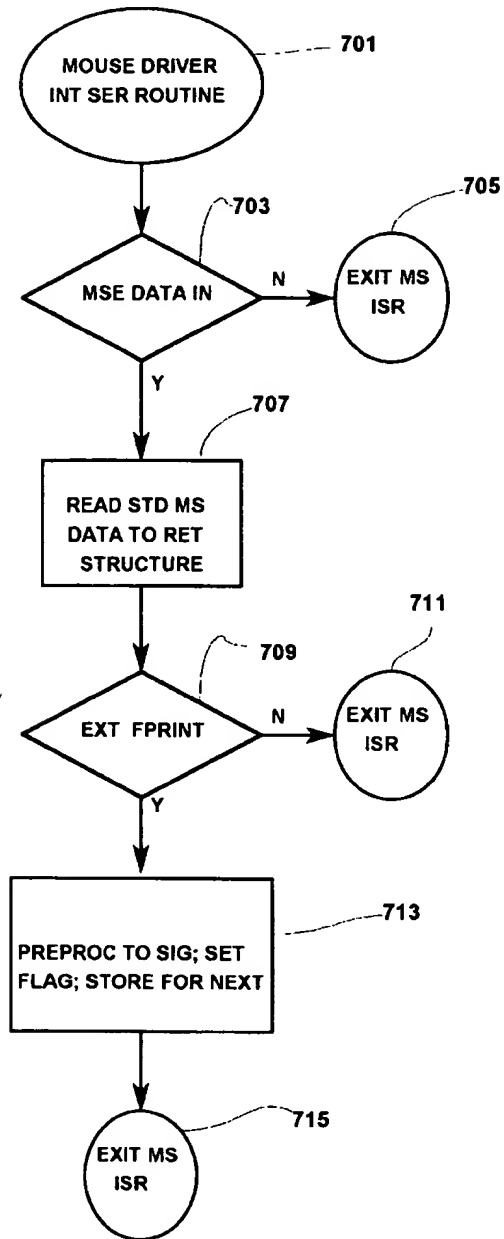 701
MOUSE DRIVER
INT SER ROUTINE
703
705
MSE DATA IN
N
EXIT MS
ISR
Y
707
READ STD MS
DATA TO RET
STRUCTURE
709
711
EXT FPRINT
N
EXIT MS
ISR
Y
713
PREPROC TO SIG; SET
FLAG; STORE FOR NEXT
715
EXIT MS
ISR